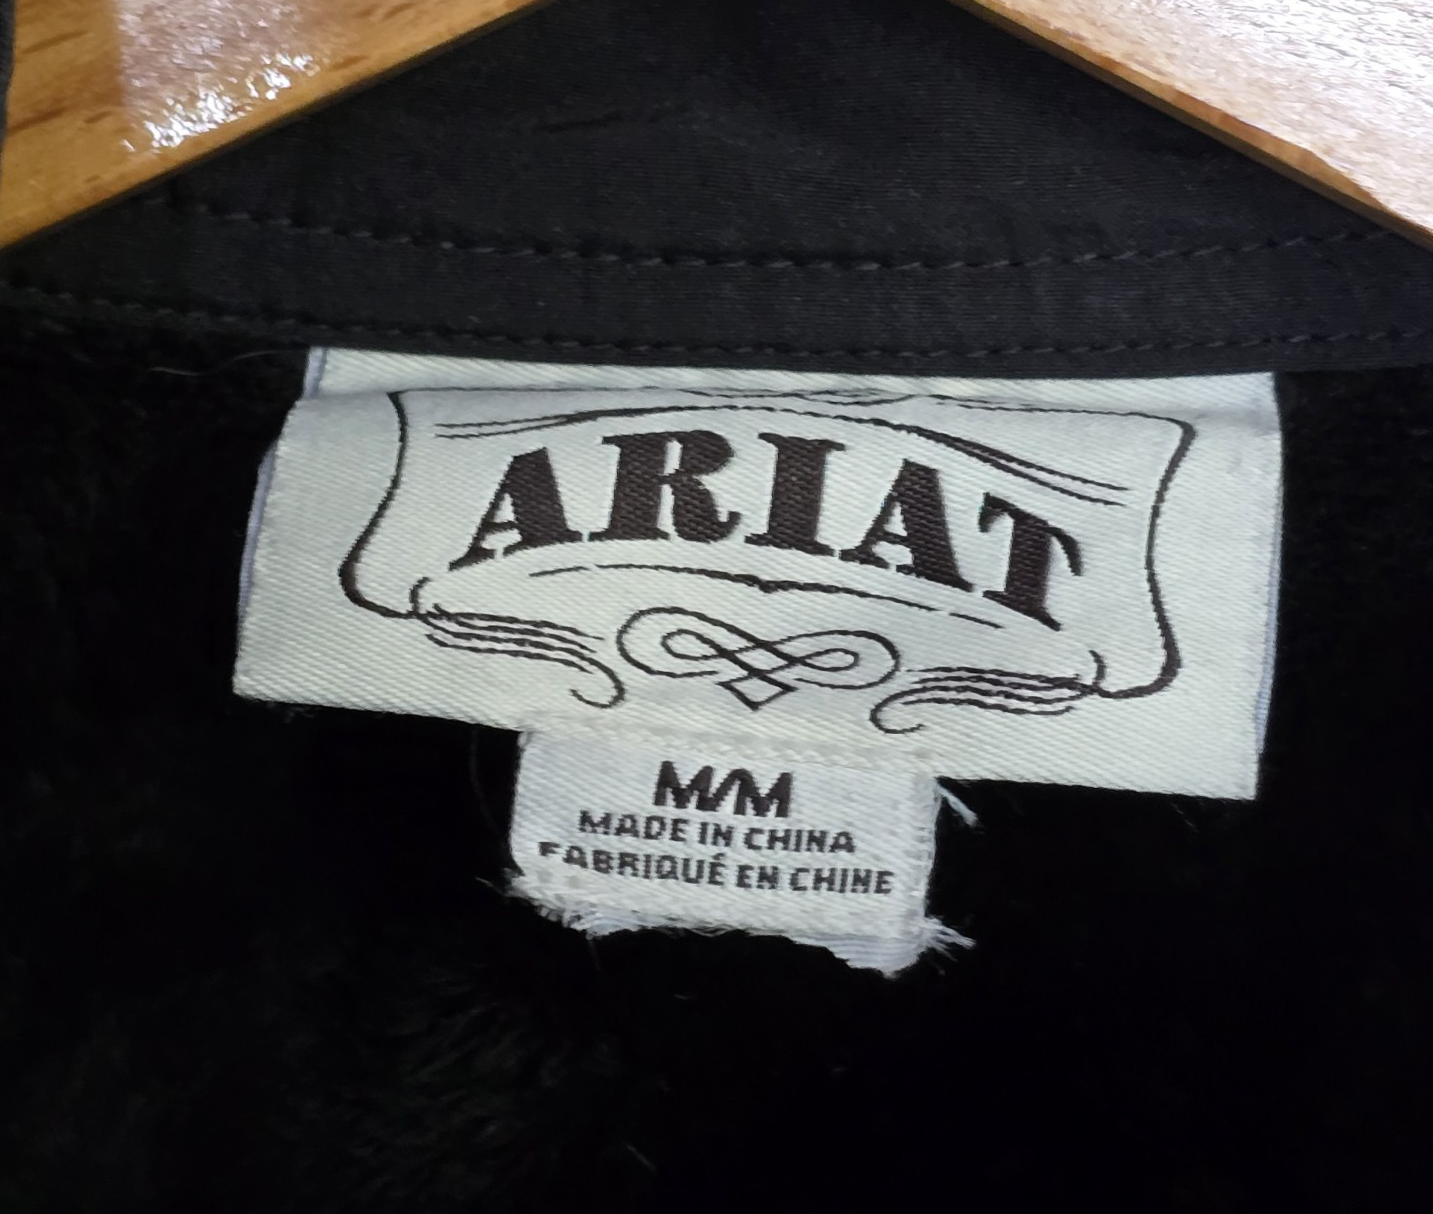 ARIAT
M/M
MADE IN CHINA
FABRIQUÉ EN CHINE